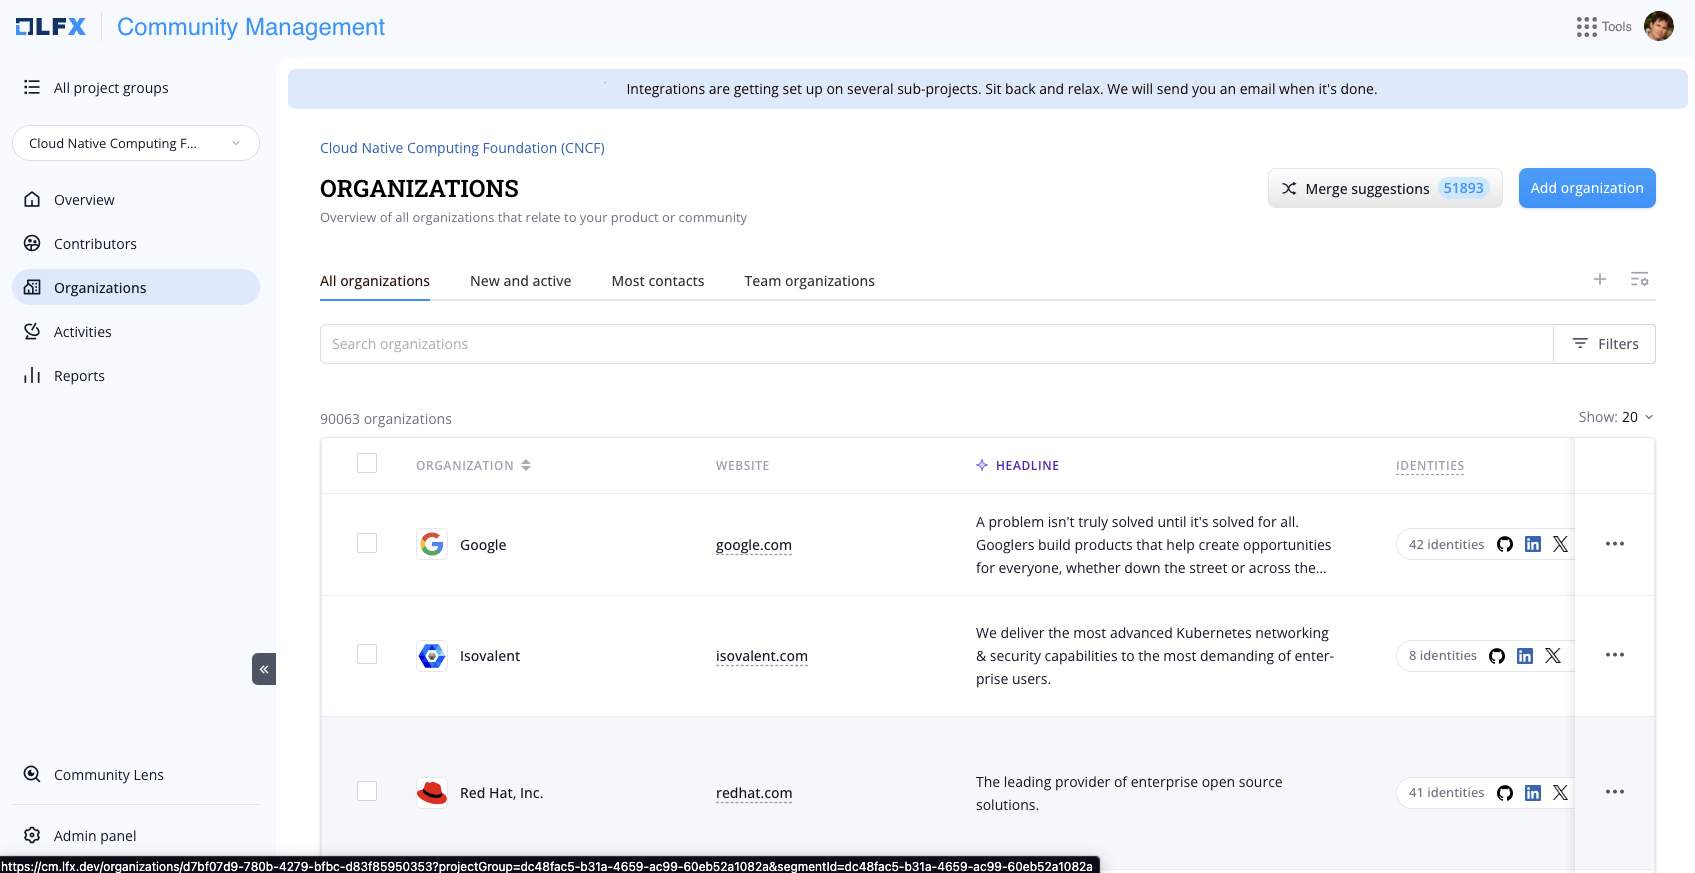 LFX
Community Management
Tools
All project groups
Cloud Native Computing F...
Overview
Contributors
Organizations
Activities
Reports
Community Lens
Admin panel
Integrations are getting set up on several sub-projects. Sit back and relax. We will send you an email when it's done.
Cloud Native Computing Foundation (CNCF)
ORGANIZATIONS
Overview of all organizations that relate to your product or community
Merge suggestions 51893
Add organization
All organizations
New and active
Most contacts
Team organizations
Search organizations
Filters
90063 organizations
Show: 20
ORGANIZATION
WEBSITE
HEADLINE
IDENTITIES
Google
google.com
A problem isn't truly solved until it's solved for all.
Googlers build products that help create opportunities
for everyone, whether down the street or across the...
42 identities
Isovalent
isovalent.com
We deliver the most advanced Kubernetes networking
& security capabilities to the most demanding of enter-
prise users.
8 identities
Red Hat, Inc.
redhat.com
The leading provider of enterprise open source
solutions.
41 identities
https://cm.lfx.dev/organizations/d7bf07d9-780b-4279-bfbc-d83f85950353?projectGroup=dc48fac5-b31a-4659-ac99-60eb52a1082a&segmentId=dc48fac5-b31a-4659-ac99-60eb52a1082a